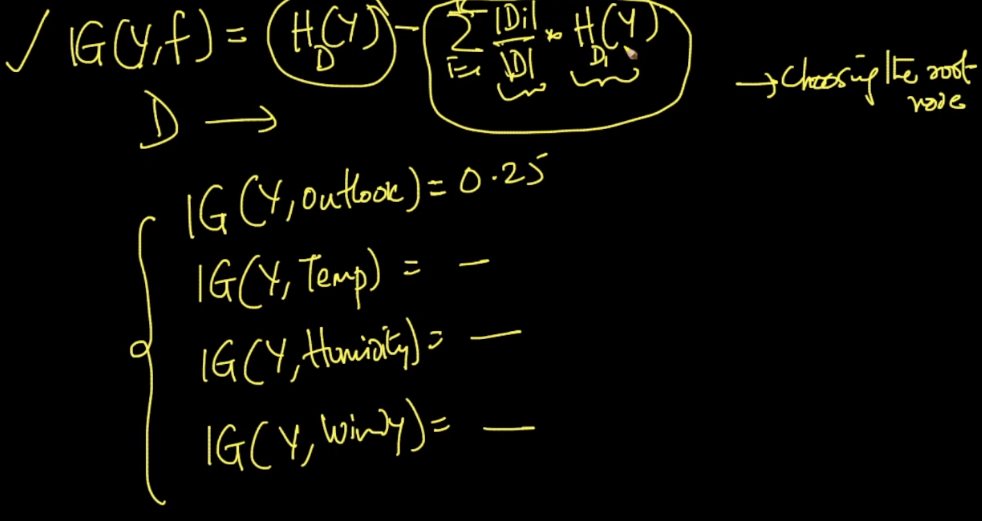 ✓ IG(Y,f) = H_D(Y) - Σ_{i=1} |Di|/|D| * H_Di(Y)
→ Choosing the root node
D →
IG(Y, Outlook) = 0.25
IG(Y, Temp) = —
IG(Y, Humidity) = —
IG(Y, Windy) = —